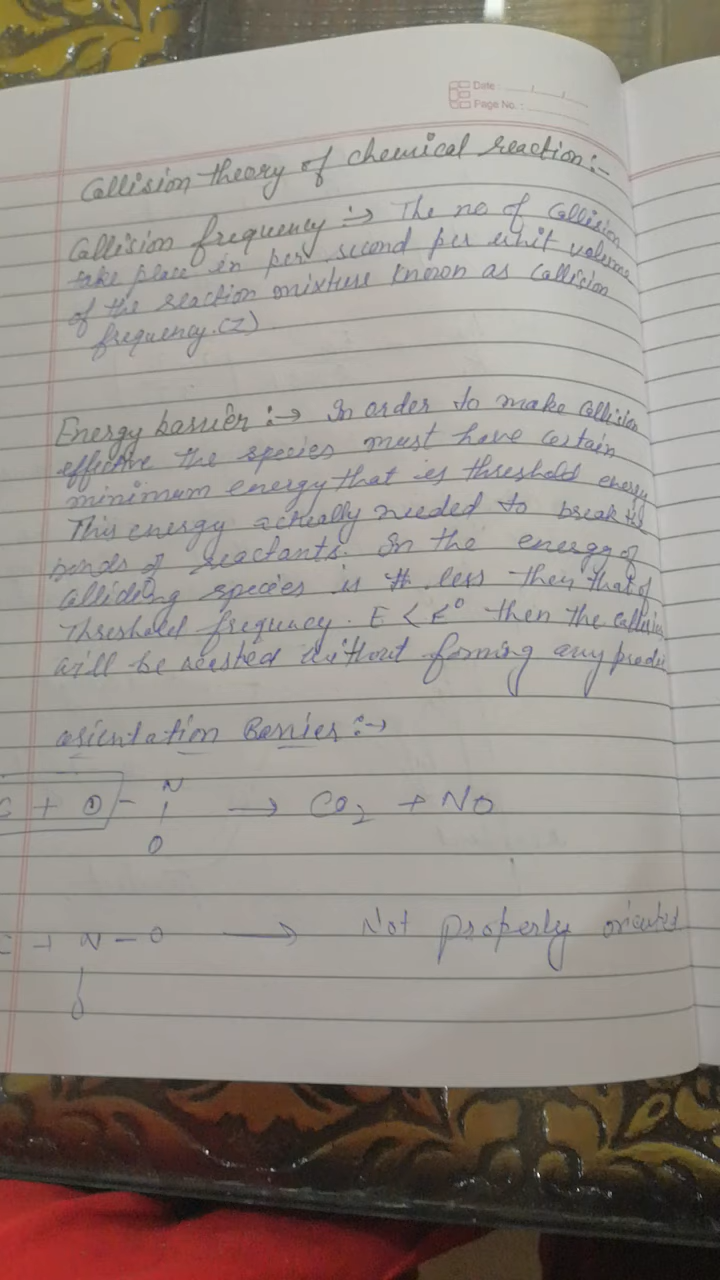 Date : / /
Page No. :
Collision theory of chemical reaction :-
Collision frequency :→ The no of Collision
take place in per second per unit volume
of the reaction mixture known as Collision
frequency. (Z)
Energy barrier :→ In order to make Collision
effective the species must have certain
minimum energy that is threshold energy
This energy actually needed to break the
bonds of reactants. In the energy of
Colliding species is less then that of
Threshold frequacy. E < E° then the Collision
will be without forming any produ
orientation Barrier :→
C + O - N → CO2 + NO
O
C + N - O → Not properly oriented
O